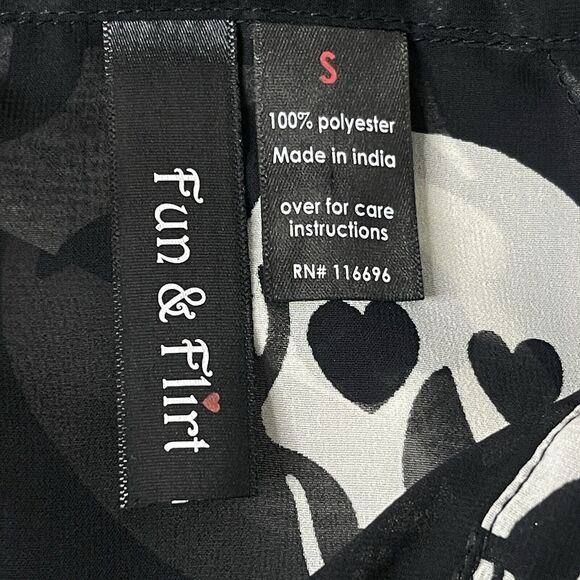 Fun & Flirt
S
100% polyester
Made in india
over for care
instructions
RN# 116696